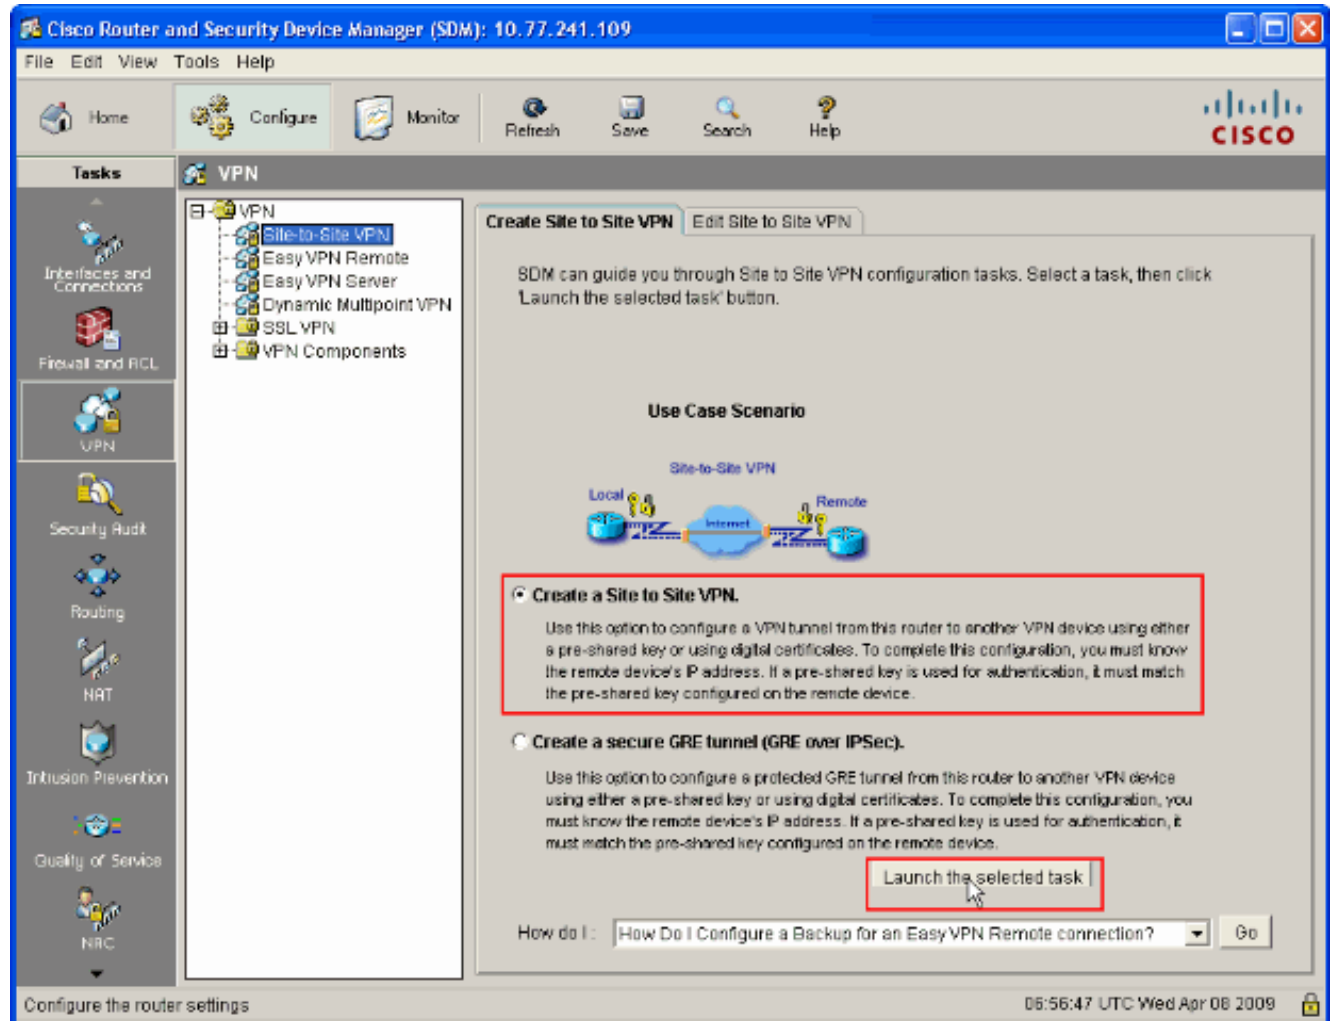 Cisco Router and Security Device Manager (SDM): 10.77.241.109
File Edit View Tools Help
Home Configure Monitor Refresh Save Search Help
CISCO
Tasks
VPN
Interfaces and
Connections
Firewall and ACL
VPN
Security Audit
Routing
NAT
Intrusion Prevention
Quality of Service
NAC
VPN
Site-to-Site VPN
Easy VPN Remote
Easy VPN Server
Dynamic Multipoint VPN
SSL VPN
VPN Components
Create Site to Site VPN Edit Site to Site VPN
SDM can guide you through Site to Site VPN configuration tasks. Select a task, then click
'Launch the selected task' button.
Use Case Scenario
Site-to-Site VPN
Local
Internet
Remote
Create a Site to Site VPN.
Use this option to configure a VPN tunnel from this router to another VPN device using either
a pre-shared key or using digital certificates. To complete this configuration, you must know
the remote device's IP address. If a pre-shared key is used for authentication, it must match
the pre-shared key configured on the remote device.
Create a secure GRE tunnel (GRE over IPSec).
Use this option to configure a protected GRE tunnel from this router to another VPN device
using either a pre-shared key or using digital certificates. To complete this configuration, you
must know the remote device's IP address. If a pre-shared key is used for authentication, it
must match the pre-shared key configured on the remote device.
Launch the selected task
How do I : How Do I Configure a Backup for an Easy VPN Remote connection? Go
Configure the router settings
06:56:47 UTC Wed Apr 08 2009